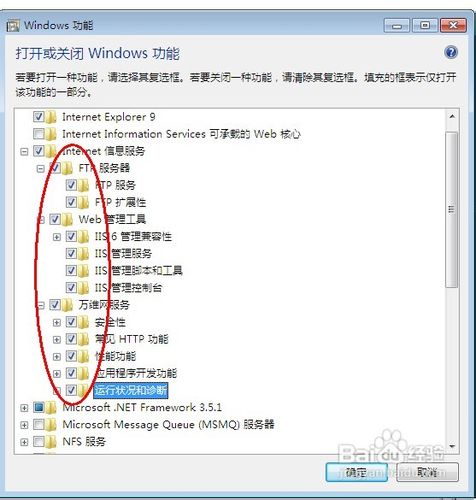 Windows 功能
打开或关闭 Windows 功能
若要打开一种功能，请选择其复选框。若要关闭一种功能，请清除其复选框。填充的框表示仅打开
该功能的一部分。
Internet Explorer 9
Internet Information Services 可承载的 Web 核心
Internet 信息服务
FTP 服务器
FTP 服务
FTP 扩展性
Web 管理工具
IIS 6 管理兼容性
IIS 管理服务
IIS 管理脚本和工具
IIS 管理控制台
万维网服务
安全性
常见 HTTP 功能
性能功能
应用程序开发功能
运行状况和诊断
Microsoft .NET Framework 3.5.1
Microsoft Message Queue (MSMQ) 服务器
NFS 服务
Baidu 经验
jingyan.baidu.com
确定
取消